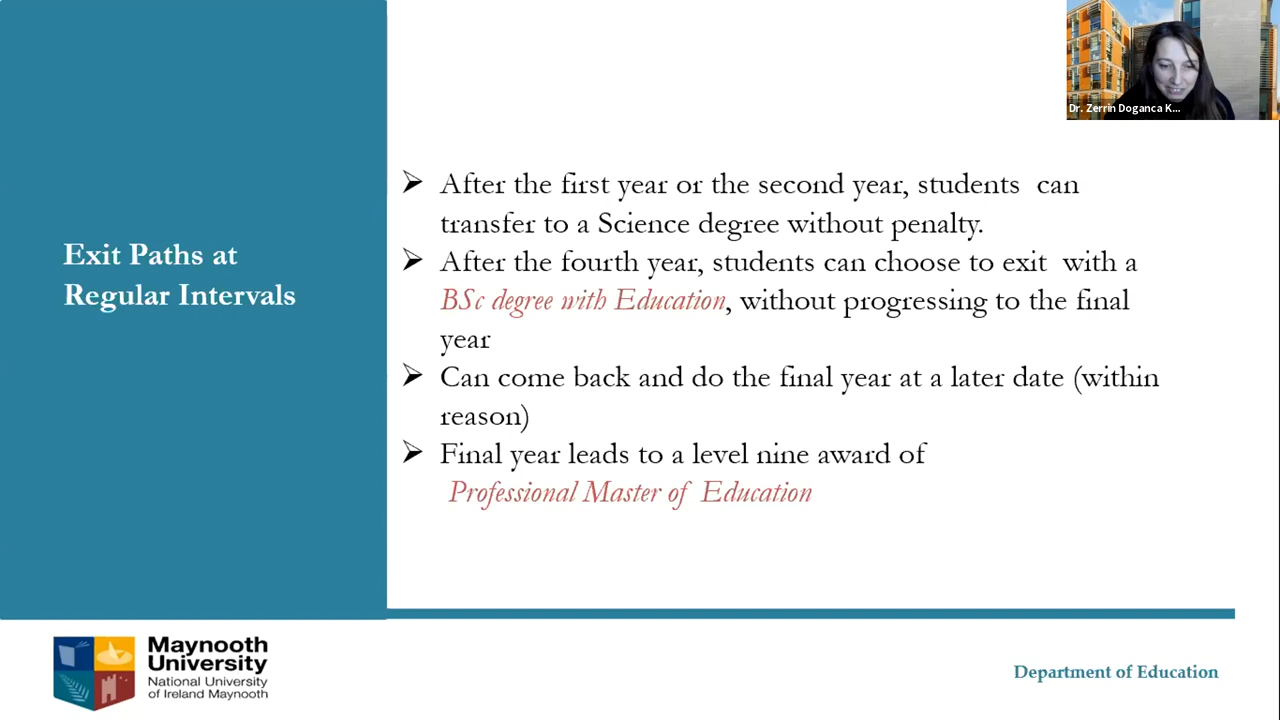 Dr. Zerrin Doganca K...
Exit Paths at
Regular Intervals
After the first year or the second year, students can
transfer to a Science degree without penalty.
After the fourth year, students can choose to exit with a
BSc degree with Education, without progressing to the final
year
Can come back and do the final year at a later date (within
reason)
Final year leads to a level nine award of
Professional Master of Education
Maynooth
University
National University
of Ireland Maynooth
Department of Education